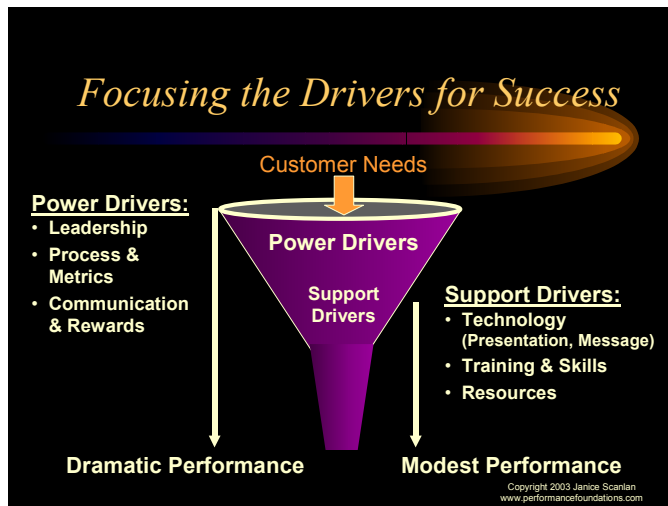 Focusing the Drivers for Success
Customer Needs
Power Drivers:
• Leadership
• Process &
Metrics
• Communication
& Rewards
Power Drivers
Support
Drivers
Support Drivers:
• Technology
(Presentation, Message)
• Training & Skills
• Resources
Dramatic Performance
Modest Performance
Copyright 2003 Janice Scanlan
www.performancefoundations.com